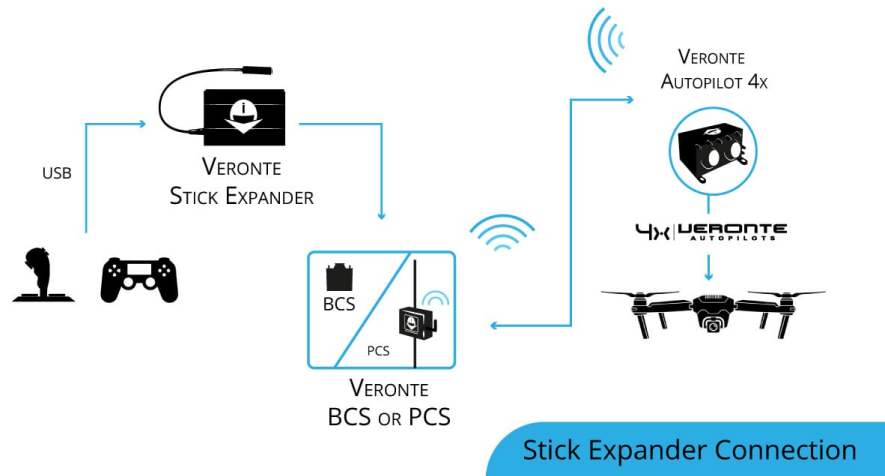 USB
VERONTE
STICK EXPANDER
BCS
PCS
VERONTE
BCS OR PCS
VERONTE
AUTOPILOT 4X
4X VERONTE
AUTOPILOTS
Stick Expander Connection